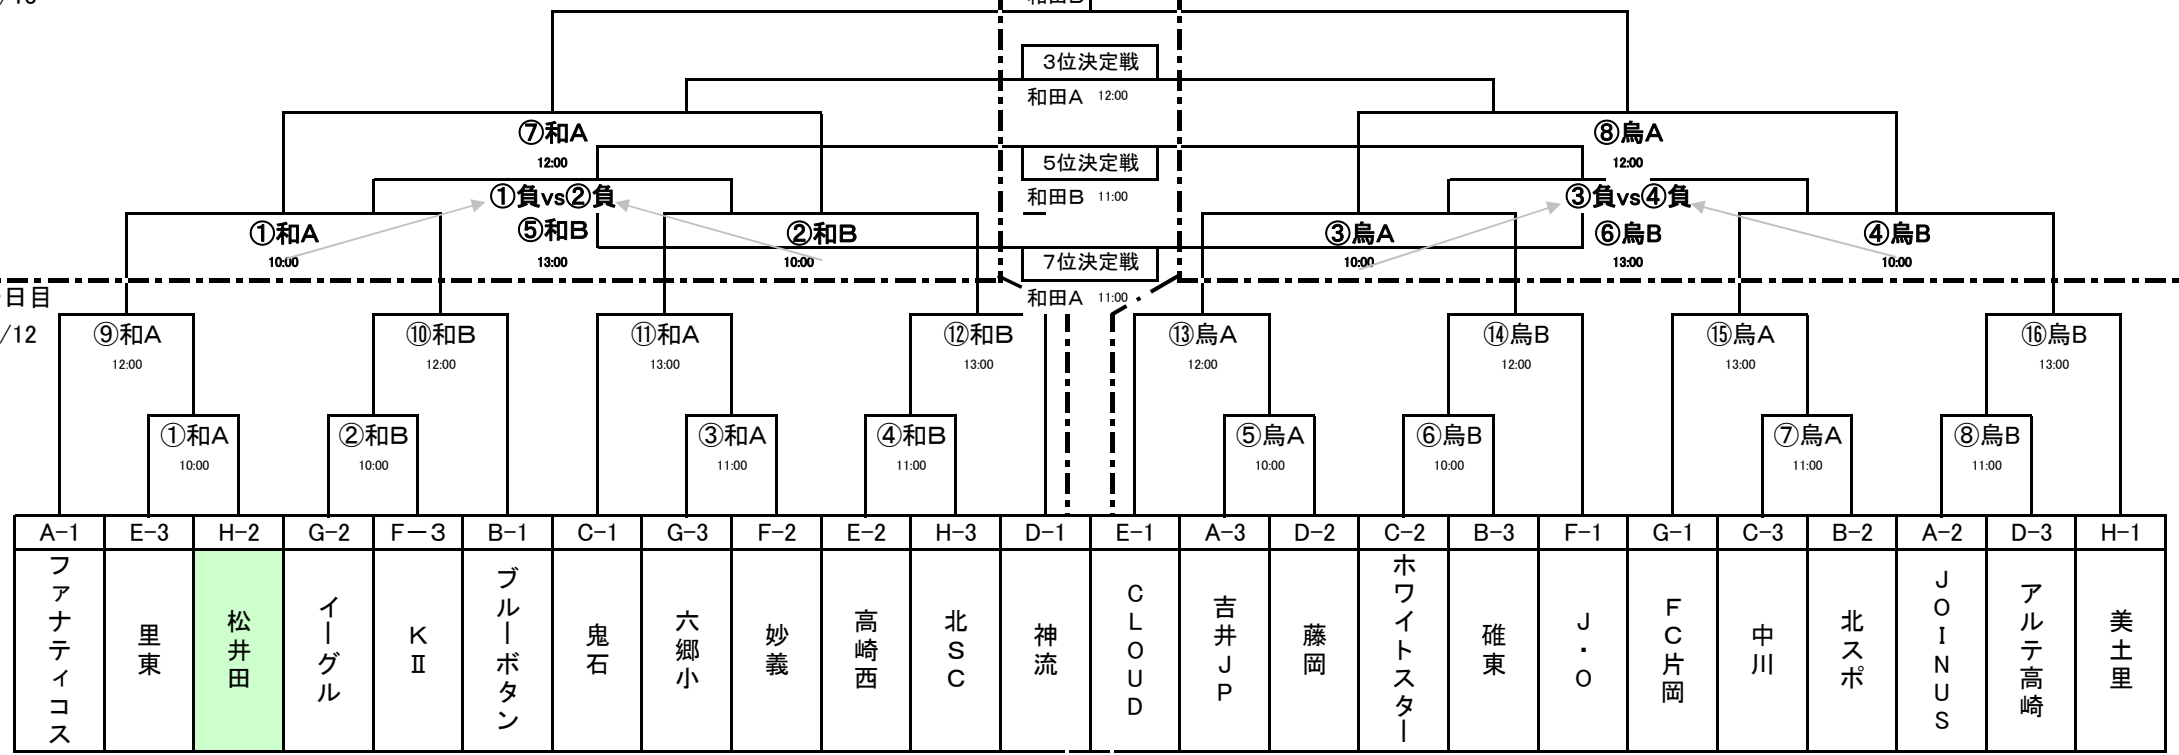 3位決定戦
和田A 12:00
⑦和A
12:00
⑧烏A
12:00
5位決定戦
和田B 11:00
①負vs②負
③負vs④負
①和A
10:00
⑤和B
13:00
②和B
10:00
③烏A
10:00
⑥烏B
13:00
④烏B
10:00
7位決定戦
和田A 11:00
日目
/12
⑨和A
12:00
⑩和B
12:00
⑪和A
13:00
⑫和B
13:00
⑬烏A
12:00
⑭烏B
12:00
⑮烏A
13:00
⑯烏B
13:00
①和A
10:00
②和B
10:00
③和A
11:00
④和B
11:00
⑤烏A
10:00
⑥烏B
10:00
⑦烏A
11:00
⑧烏B
11:00
A-1 E-3 H-2 G-2 F－3 B-1 C-1 G-3 F-2 E-2 H-3 D-1 E-1 A-3 D-2 C-2 B-3 F-1 G-1 C-3 B-2 A-2 D-3 H-1
ファナティコス
里東
松井田
イーグル
KⅡ
ブルーボタン
鬼石
六郷小
妙義
高崎西
北SC
神流
CLOUD
吉井JP
藤岡
ホワイトスター
碓東
J・O
FC片岡
中川
北スポ
JOINUS
アルテ高崎
美土里